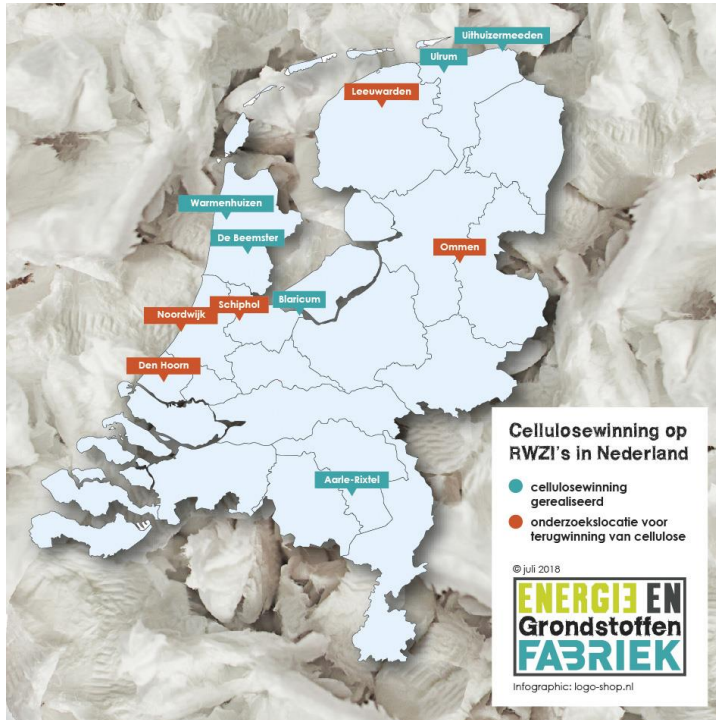 Uithuizermeeden
Ulrum
Leeuwarden
Warmenhuizen
De Beemster
Ommen
Blaricum
Schiphol
Noordwijk
Den Hoorn
Aarle-Rixtel
Cellulosewinning op
RWZI's in Nederland
cellulosewinning
gerealiseerd
onderzoekslocatie voor
terugwinning van cellulose
© juli 2018
ENERGIE EN
Grondstoffen
FABRIEK
Infographic: logo-shop.nl